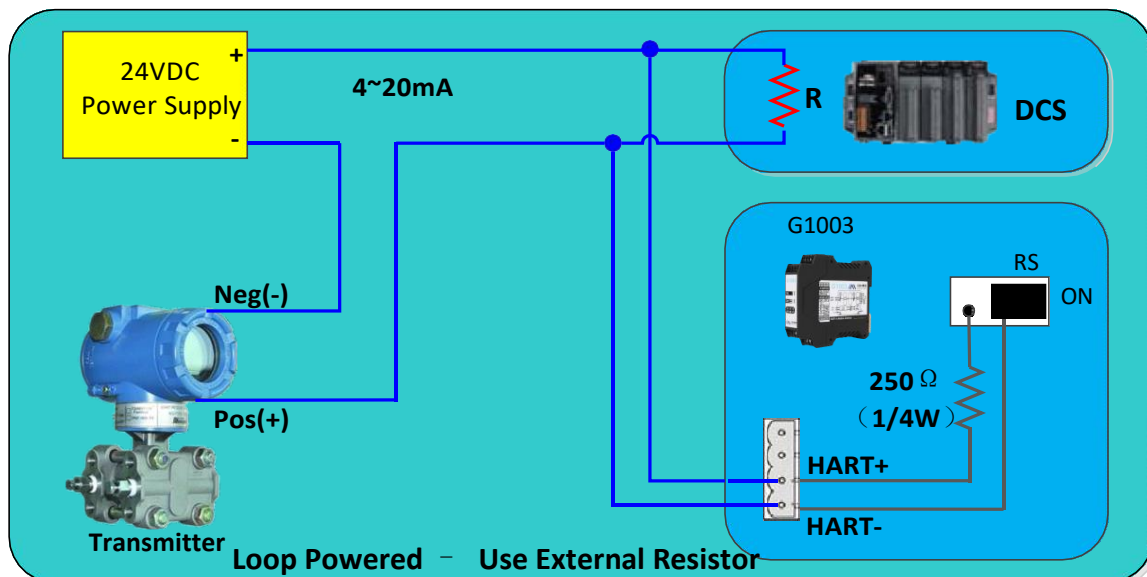 24VDC
Power Supply
+
-
4~20mA
R
DCS
G1003
RS
ON
Neg(-)
Pos(+)
250 Ω
（1/4W）
HART+
HART-
Transmitter
Loop Powered － Use External Resistor